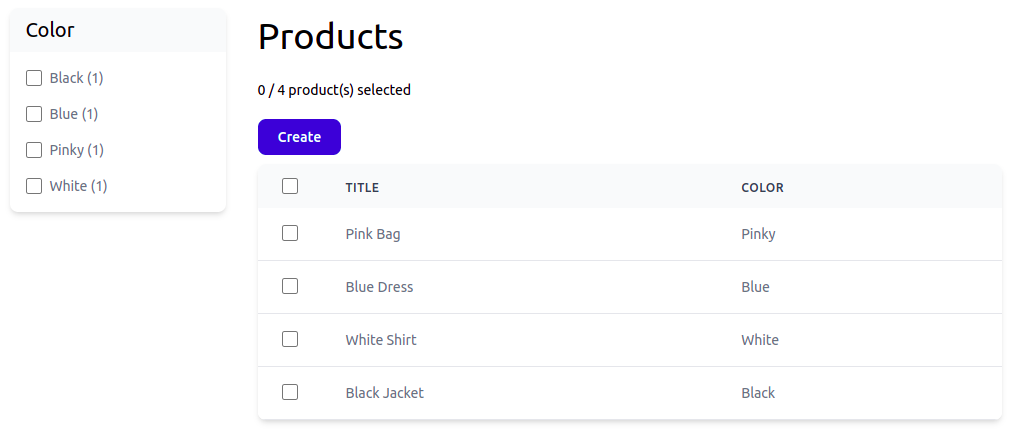 Color
Black (1)
Blue (1)
Pinky (1)
White (1)
Products
0 / 4 product(s) selected
Create
TITLE COLOR
Pink Bag Pinky
Blue Dress Blue
White Shirt White
Black Jacket Black